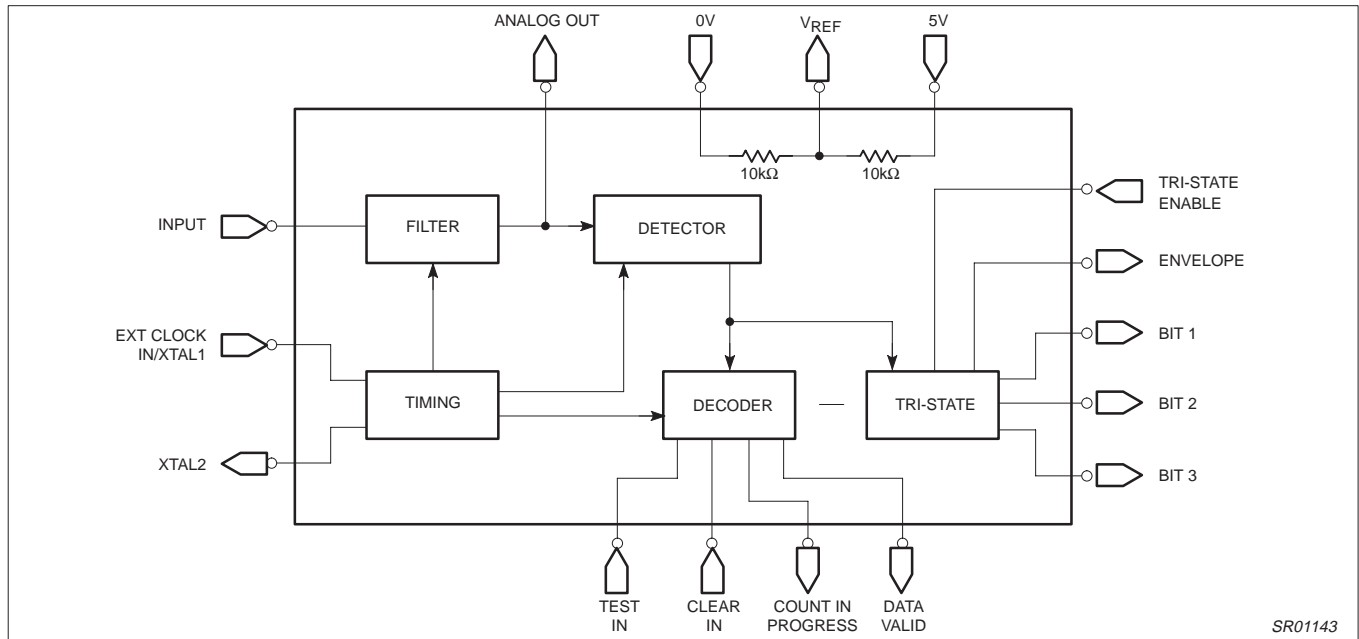 ANALOG OUT
0V
VREF
5V
10kΩ
10kΩ
TRI-STATE
ENABLE
INPUT
FILTER
DETECTOR
ENVELOPE
EXT CLOCK
IN/XTAL1
BIT 1
TIMING
DECODER
TRI-STATE
BIT 2
XTAL2
BIT 3
TEST
IN
CLEAR
IN
COUNT IN
PROGRESS
DATA
VALID
SR01143